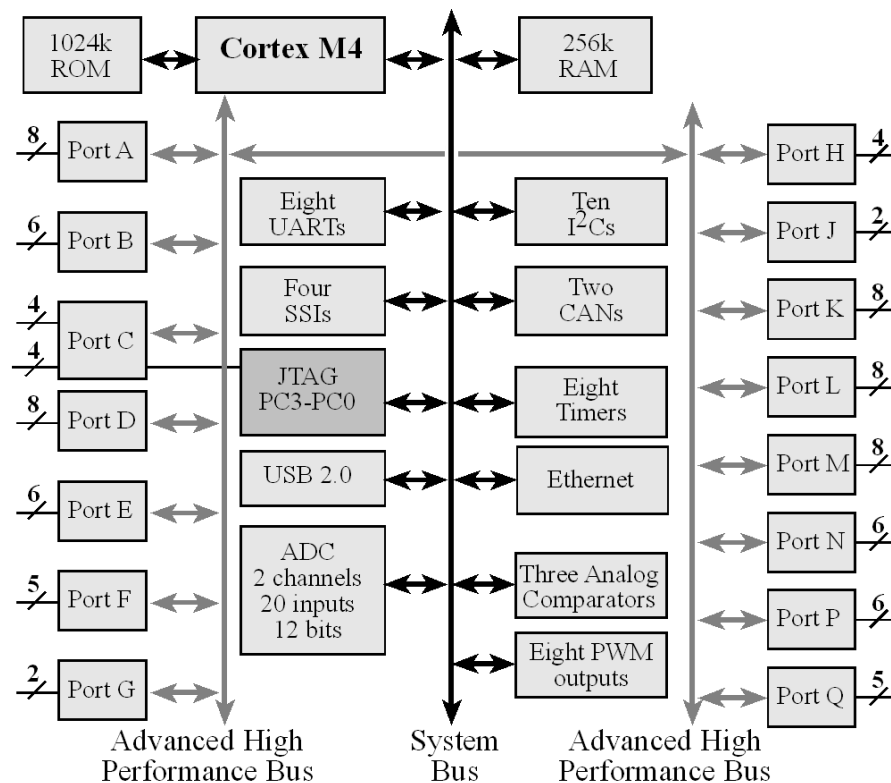 1024k
ROM
Cortex M4
256k
RAM
8
Port A
6
Port B
4
Port C
4
8
Port D
6
Port E
5
Port F
2
Port G
Eight
UARTs
Four
SSIs
JTAG
PC3-PC0
USB 2.0
ADC
2 channels
20 inputs
12 bits
Ten
I²Cs
Two
CANs
Eight
Timers
Ethernet
Three Analog
Comparators
Eight PWM
outputs
Port H
4
Port J
2
Port K
8
Port L
8
Port M
8
Port N
6
Port P
6
Port Q
5
Advanced High
Performance Bus
System
Bus
Advanced High
Performance Bus